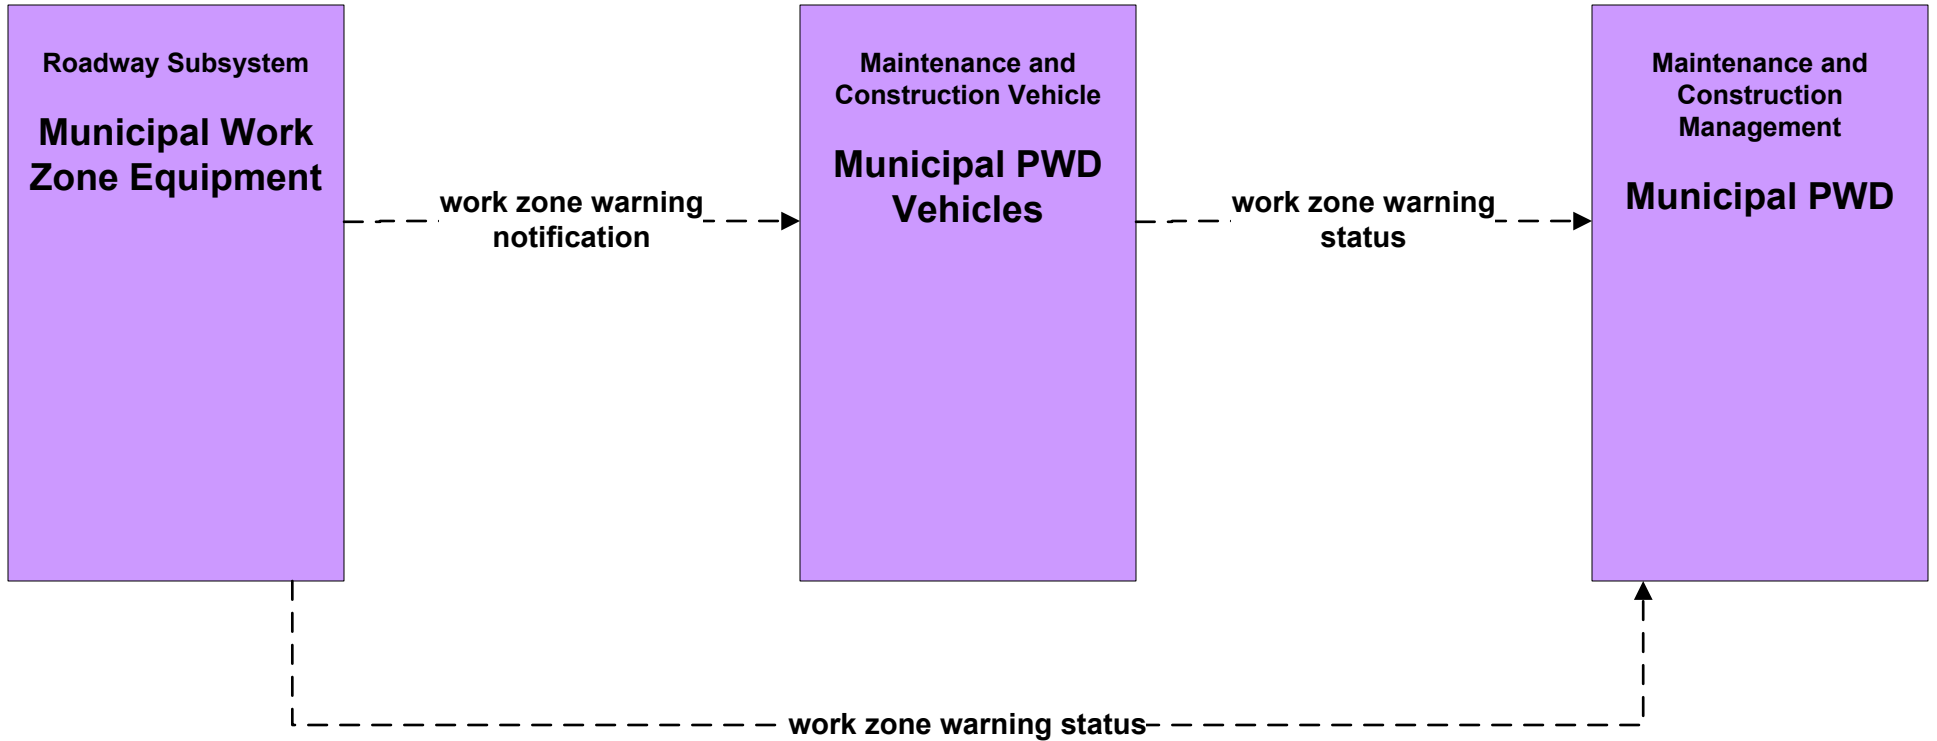 Roadway Subsystem
Municipal Work
Zone Equipment
work zone warning
notification
Maintenance and
Construction Vehicle
Municipal PWD
Vehicles
work zone warning
status
Maintenance and
Construction
Management
Municipal PWD
work zone warning status